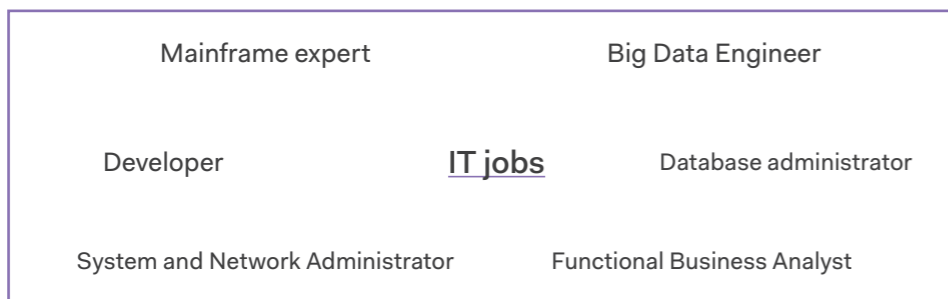 Mainframe expert
Big Data Engineer
Developer
IT jobs
Database administrator
System and Network Administrator
Functional Business Analyst